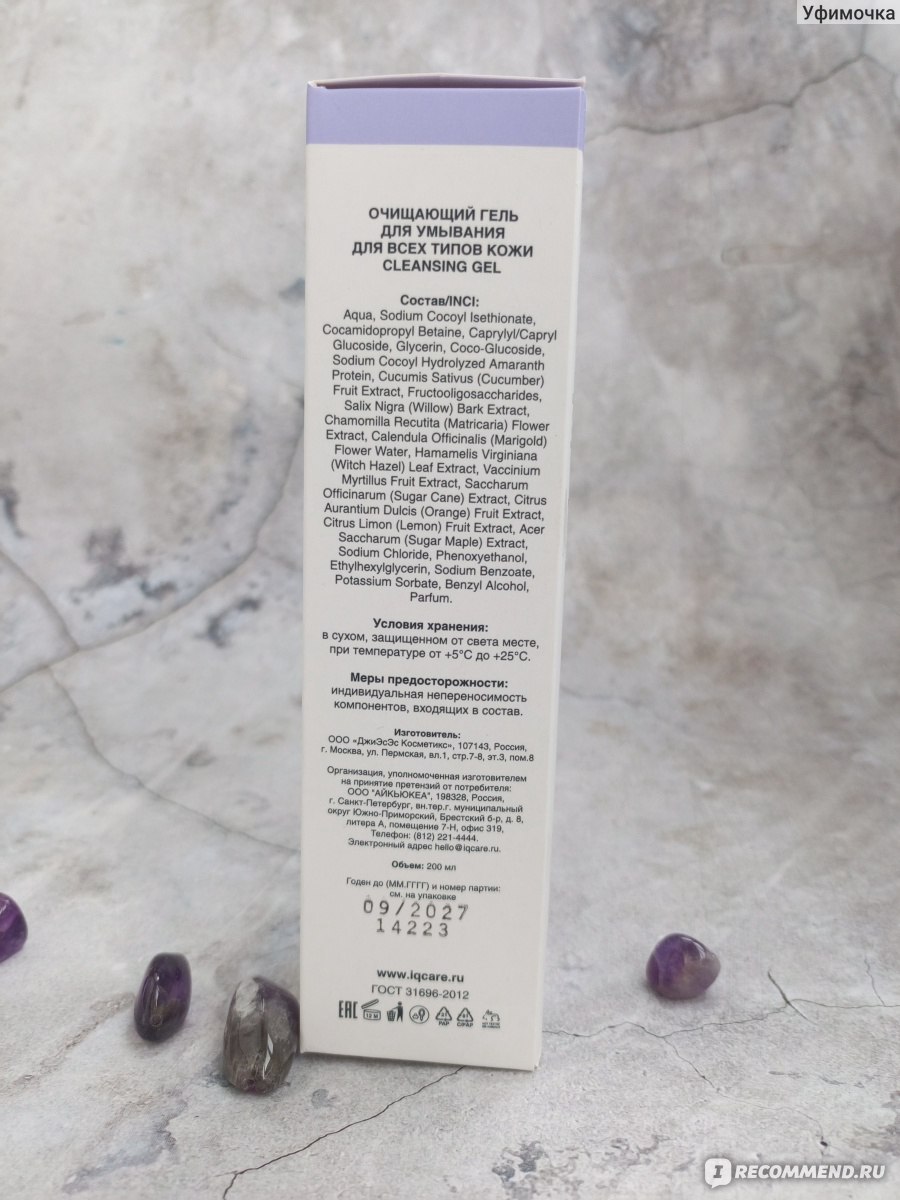 Уфимочка
ОЧИЩАЮЩИЙ ГЕЛЬ
ДЛЯ УМЫВАНИЯ
ДЛЯ ВСЕХ ТИПОВ КОЖИ
CLEANSING GEL
Состав/INCI:
Aqua, Sodium Cocoyl Isethionate,
Cocamidopropyl Betaine, Caprylyl/Capryl
Glucoside, Glycerin, Coco-Glucoside,
Sodium Cocoyl Hydrolyzed Amaranth
Protein, Cucumis Sativus (Cucumber)
Fruit Extract, Fructooligosaccharides,
Salix Nigra (Willow) Bark Extract,
Chamomilla Recutita (Matricaria) Flower
Extract, Calendula Officinalis (Marigold)
Flower Water, Hamamelis Virginiana
(Witch Hazel) Leaf Extract, Vaccinium
Myrtillus Fruit Extract, Saccharum
Officinarum (Sugar Cane) Extract, Citrus
Aurantium Dulcis (Orange) Fruit Extract,
Citrus Limon (Lemon) Fruit Extract, Acer
Saccharum (Sugar Maple) Extract,
Sodium Chloride, Phenoxyethanol,
Ethylhexylglycerin, Sodium Benzoate,
Potassium Sorbate, Benzyl Alcohol,
Parfum.
Условия хранения:
в сухом, защищенном от света месте,
при температуре от +5°С до +25°С.
Меры предосторожности:
индивидуальная непереносимость
компонентов, входящих в состав.
Изготовитель:
ООО «ДжиЭсЭс Косметикс», 107143, Россия,
г. Москва, ул. Пермская, вл.1, стр.7-8, эт.3, пом.8
Организация, уполномоченная изготовителем
на принятие претензий от потребителя:
ООО "АЙКЬЮКЕА", 198328, Россия,
г. Санкт-Петербург, вн.тер.г. муниципальный
округ Южно-Приморский, Брестский б-р, д. 8,
литера А, помещение 7-Н, офис 319,
Телефон: (812) 221-4444.
Электронный адрес hello@iqcare.ru.
Объем: 200 мл
Годен до (ММ.ГГГГ) и номер партии:
см. на упаковке
09/2027
14223
www.iqcare.ru
ГОСТ 31696-2012
EAC 12 M PAP C/PAP
IRECOMMEND.RU